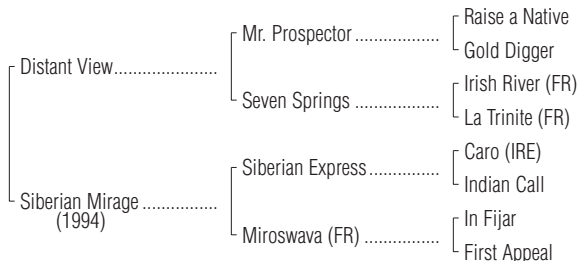 Raise a Native
Mr. Prospector ..................
Gold Digger
Distant View......................
Irish River (FR)
Seven Springs ..................
La Trinite (FR)
Caro (IRE)
Siberian Express...............
Indian Call
Siberian Mirage ................
(1994)
In Fijar
Miroswava (FR) ................
First Appeal